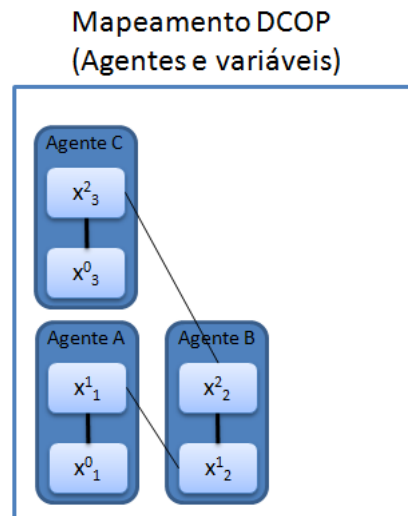 Mapeamento DCOP
(Agentes e variáveis)
Agente C
x²₃
x⁰₃
Agente A
x¹₁
x⁰₁
Agente B
x²₂
x¹₂